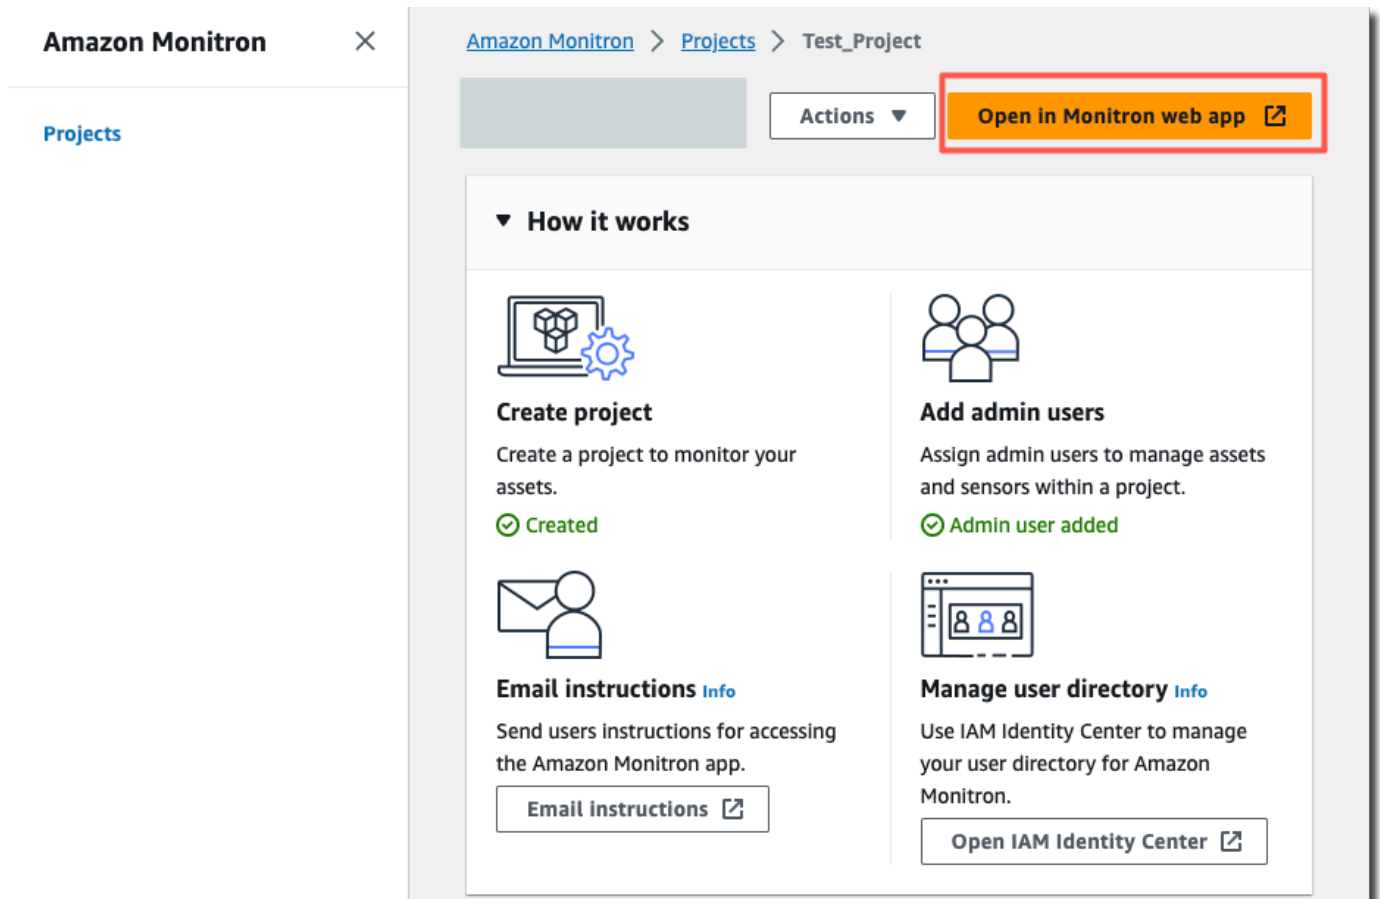 Amazon Monitron
Amazon Monitron > Projects > Test_Project
Projects
Actions
Open in Monitron web app
How it works
Create project
Create a project to monitor your
assets.
Created
Add admin users
Assign admin users to manage assets
and sensors within a project.
Admin user added
Email instructions Info
Send users instructions for accessing
the Amazon Monitron app.
Email instructions
Manage user directory Info
Use IAM Identity Center to manage
your user directory for Amazon
Monitron.
Open IAM Identity Center